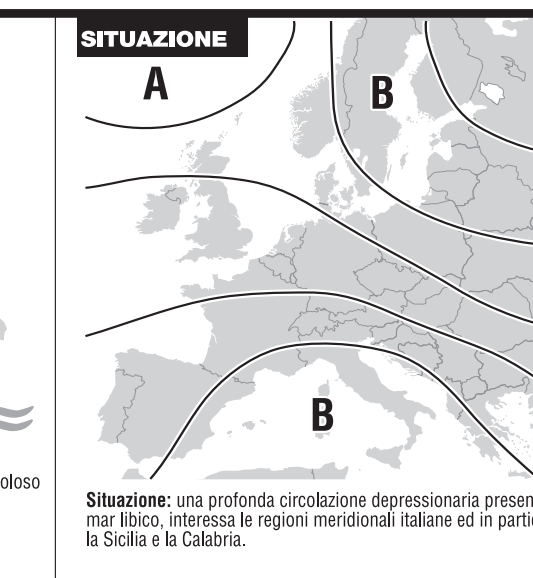 SITUAZIONE
A
B
B
oloso
Situazione: una profonda circolazione depressionaria presen
mar libico, interessa le regioni meridionali italiane ed in partic
la Sicilia e la Calabria.